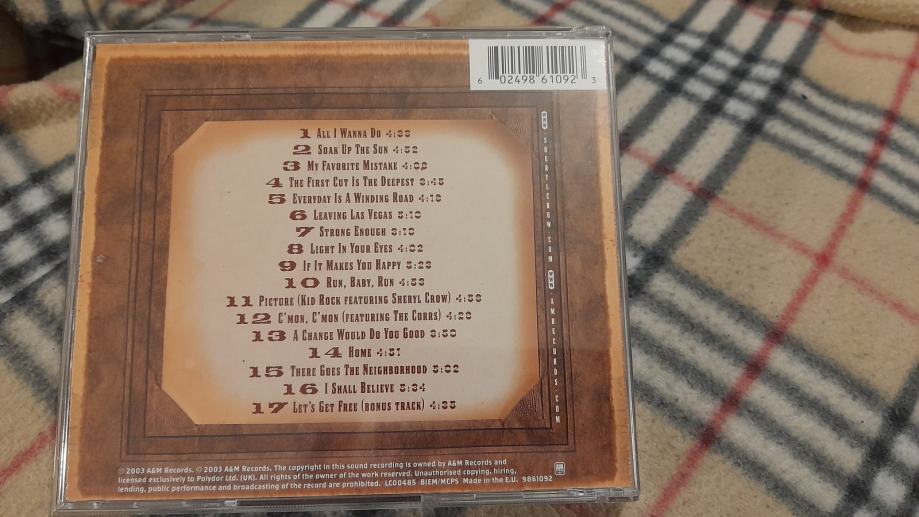 6 02498 61092 3
1 ALL I WANNA DO 4:33
2 SOAK UP THE SUN 4:52
3 MY FAVORITE MISTAKE 4:09
4 THE FIRST CUT IS THE DEEPEST 3:45
5 EVERYDAY IS A WINDING ROAD 4:18
6 LEAVING LAS VEGAS 5:10
7 STRONG ENOUGH 3:10
8 LIGHT IN YOUR EYES 4:02
9 IF IT MAKES YOU HAPPY 5:23
10 RUN, BABY, RUN 4:53
11 PICTURE (KID ROCK FEATURING SHERYL CROW) 4:58
12 C'MON, C'MON (FEATURING THE CORRS) 4:28
13 A CHANGE WOULD DO YOU GOOD 3:50
14 HOME 4:51
15 THERE GOES THE NEIGHBORHOOD 5:02
16 I SHALL BELIEVE 5:34
17 LET'S GET FREE (BONUS TRACK) 4:35
WWW.SHERYLCROW.COM WWW.AMRECORDS.COM
℗ 2003 A&M Records. © 2003 A&M Records. The copyright in this sound recording is owned by A&M Records and
licensed exclusively to Polydor Ltd. (UK). All rights of the owner of the work reserved. Unauthorised copying, hiring,
lending, public performance and broadcasting of the record are prohibited. LC00485 BIEM/MCPS Made in the E.U. 9861092